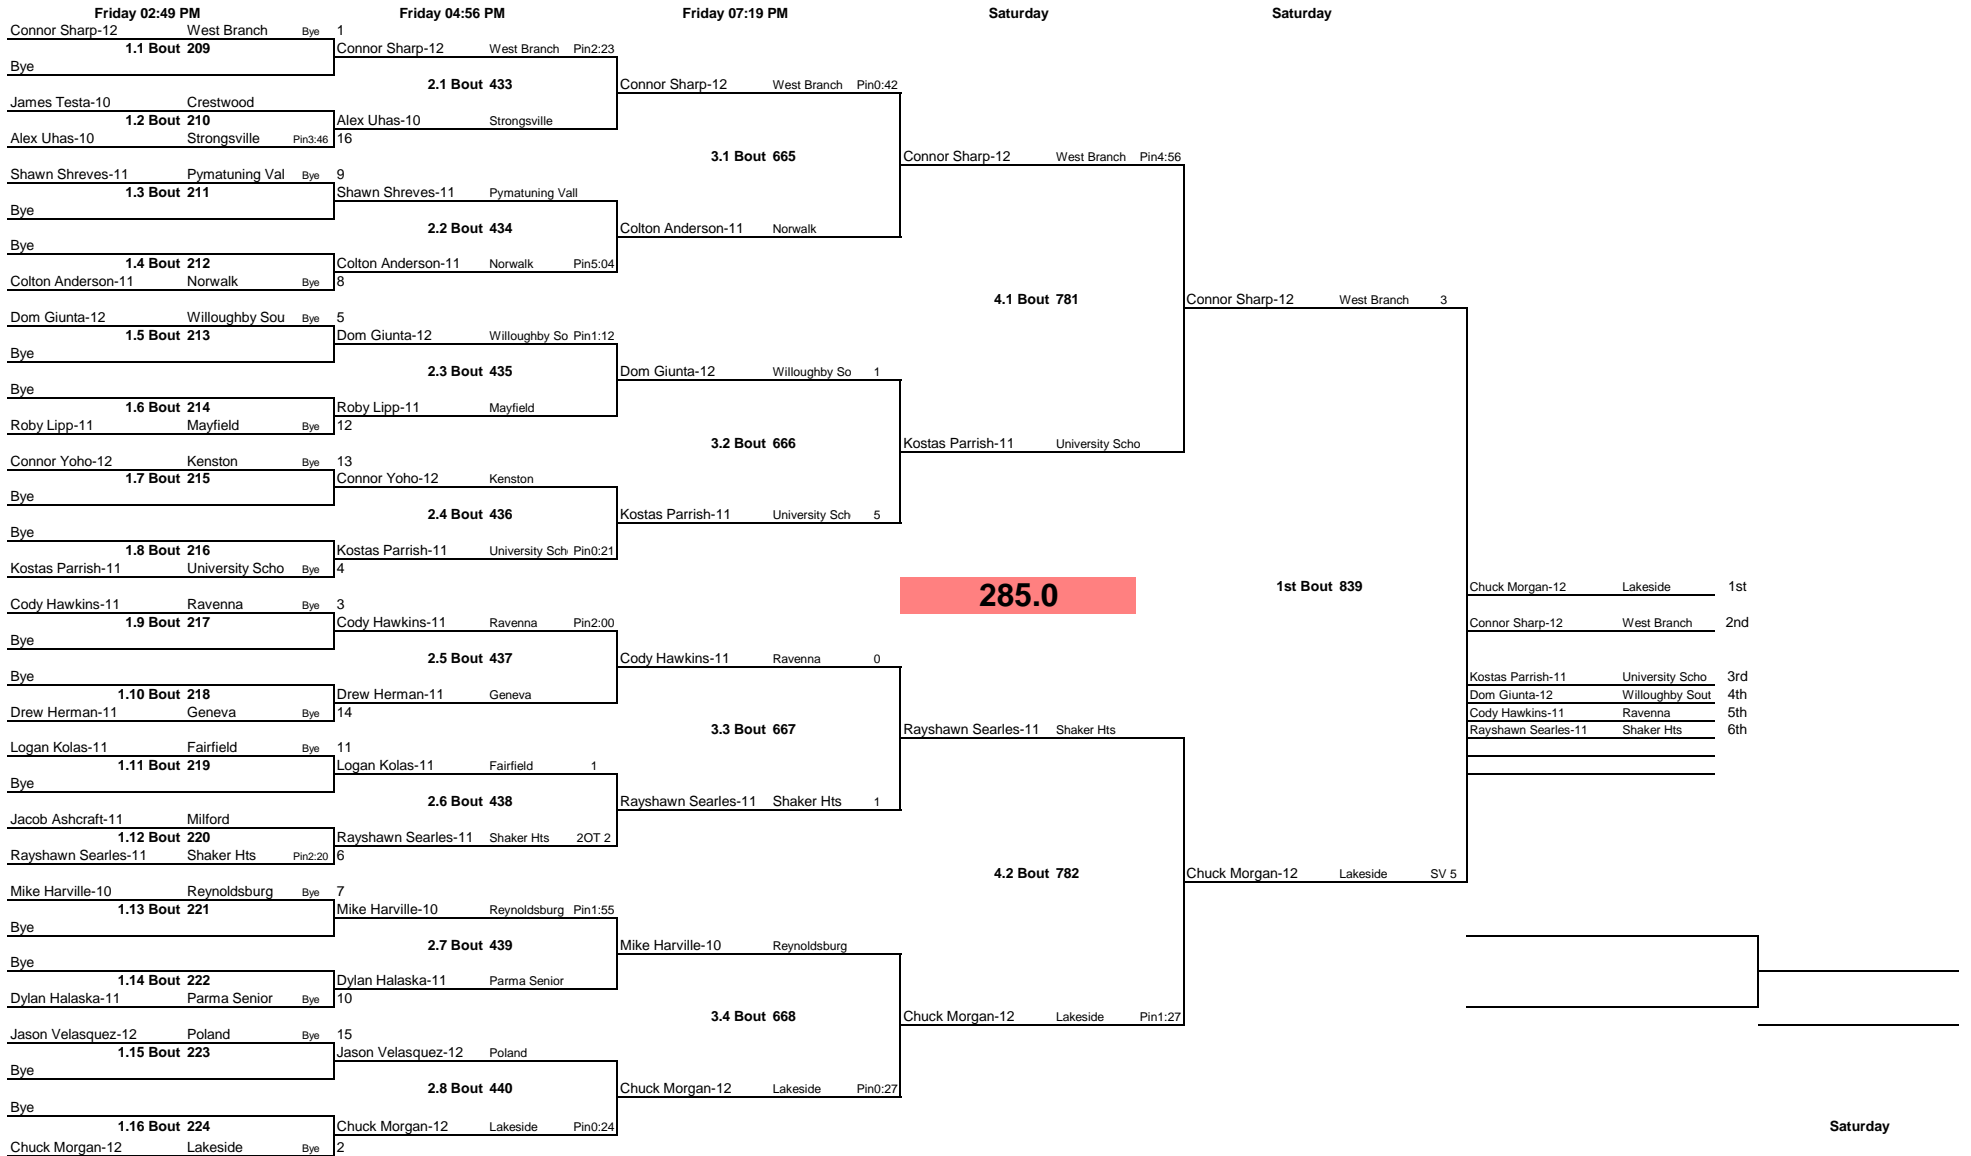 Friday 02:49 PM Friday 04:56 PM Friday 07:19 PM Saturday Saturday
Connor Sharp-12 West Branch Bye 1
1.1 Bout 209
Bye
James Testa-10 Crestwood
1.2 Bout 210
Alex Uhas-10 Strongsville Pin3:46 16
Shawn Shreves-11 Pymatuning Val Bye 9
1.3 Bout 211
Bye
Bye
1.4 Bout 212
Colton Anderson-11 Norwalk Bye 8
Dom Giunta-12 Willoughby Sou Bye 5
1.5 Bout 213
Bye
Bye
1.6 Bout 214
Roby Lipp-11 Mayfield Bye 12
Connor Yoho-12 Kenston Bye 13
1.7 Bout 215
Bye
Bye
1.8 Bout 216
Kostas Parrish-11 University Scho Bye 4
Cody Hawkins-11 Ravenna Bye 3
1.9 Bout 217
Bye
Bye
1.10 Bout 218
Drew Herman-11 Geneva Bye 14
Logan Kolas-11 Fairfield Bye 11
1.11 Bout 219
Bye
Jacob Ashcraft-11 Milford
1.12 Bout 220
Rayshawn Searles-11 Shaker Hts Pin2:20 6
Mike Harville-10 Reynoldsburg Bye 7
1.13 Bout 221
Bye
Bye
1.14 Bout 222
Dylan Halaska-11 Parma Senior Bye 10
Jason Velasquez-12 Poland Bye 15
1.15 Bout 223
Bye
Bye
1.16 Bout 224
Chuck Morgan-12 Lakeside Bye 2
Connor Sharp-12 West Branch Pin2:23
2.1 Bout 433
Alex Uhas-10 Strongsville
Shawn Shreves-11 Pymatuning Vall
2.2 Bout 434
Colton Anderson-11 Norwalk Pin5:04
Dom Giunta-12 Willoughby So Pin1:12
2.3 Bout 435
Roby Lipp-11 Mayfield
Connor Yoho-12 Kenston
2.4 Bout 436
Kostas Parrish-11 University Sch Pin0:21
Cody Hawkins-11 Ravenna Pin2:00
2.5 Bout 437
Drew Herman-11 Geneva
Logan Kolas-11 Fairfield 1
2.6 Bout 438
Rayshawn Searles-11 Shaker Hts 2OT 2
Mike Harville-10 Reynoldsburg Pin1:55
2.7 Bout 439
Dylan Halaska-11 Parma Senior
Jason Velasquez-12 Poland
2.8 Bout 440
Chuck Morgan-12 Lakeside Pin0:24
Connor Sharp-12 West Branch Pin0:42
3.1 Bout 665
Colton Anderson-11 Norwalk
Dom Giunta-12 Willoughby So 1
3.2 Bout 666
Kostas Parrish-11 University Sch 5
Cody Hawkins-11 Ravenna 0
3.3 Bout 667
Rayshawn Searles-11 Shaker Hts 1
Mike Harville-10 Reynoldsburg
3.4 Bout 668
Chuck Morgan-12 Lakeside Pin0:27
Connor Sharp-12 West Branch Pin4:56
4.1 Bout 781
Kostas Parrish-11 University Scho
285.0
Rayshawn Searles-11 Shaker Hts
4.2 Bout 782
Chuck Morgan-12 Lakeside Pin1:27
Connor Sharp-12 West Branch 3
1st Bout 839
Chuck Morgan-12 Lakeside SV 5
Chuck Morgan-12 Lakeside 1st
Connor Sharp-12 West Branch 2nd
Kostas Parrish-11 University Scho 3rd
Dom Giunta-12 Willoughby Sout 4th
Cody Hawkins-11 Ravenna 5th
Rayshawn Searles-11 Shaker Hts 6th
Saturday